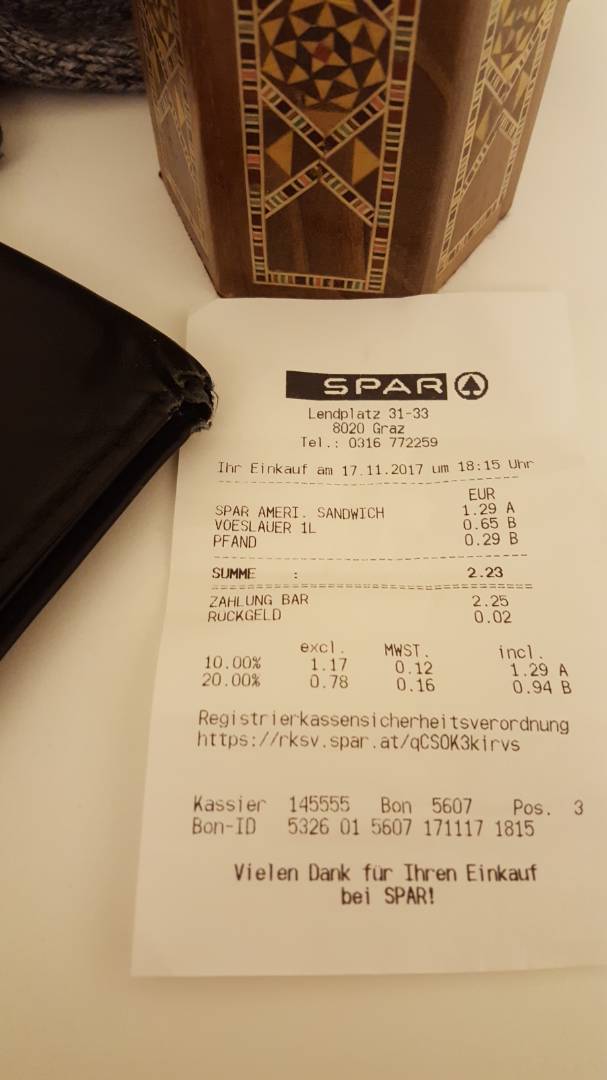 SPAR
Lendplatz 31-33
8020 Graz
Tel.: 0316 772259
Ihr Einkauf am 17.11.2017 um 18:15 Uhr
EUR
SPAR AMERI. SANDWICH 1.29 A
VOESLAUER 1L 0.65 B
PFAND 0.29 B
SUMME : 2.23
ZAHLUNG BAR 2.25
RÜCKGELD 0.02
excl. MWST. incl.
10.00% 1.17 0.12 1.29 A
20.00% 0.78 0.16 0.94 B
Registrierkassensicherheitsverordnung
https://rksv.spar.at/qCSOK3kirvs
Kassier 145555 Bon 5607 Pos. 3
Bon-ID 5326 01 5607 171117 1815
Vielen Dank für Ihren Einkauf
bei SPAR!